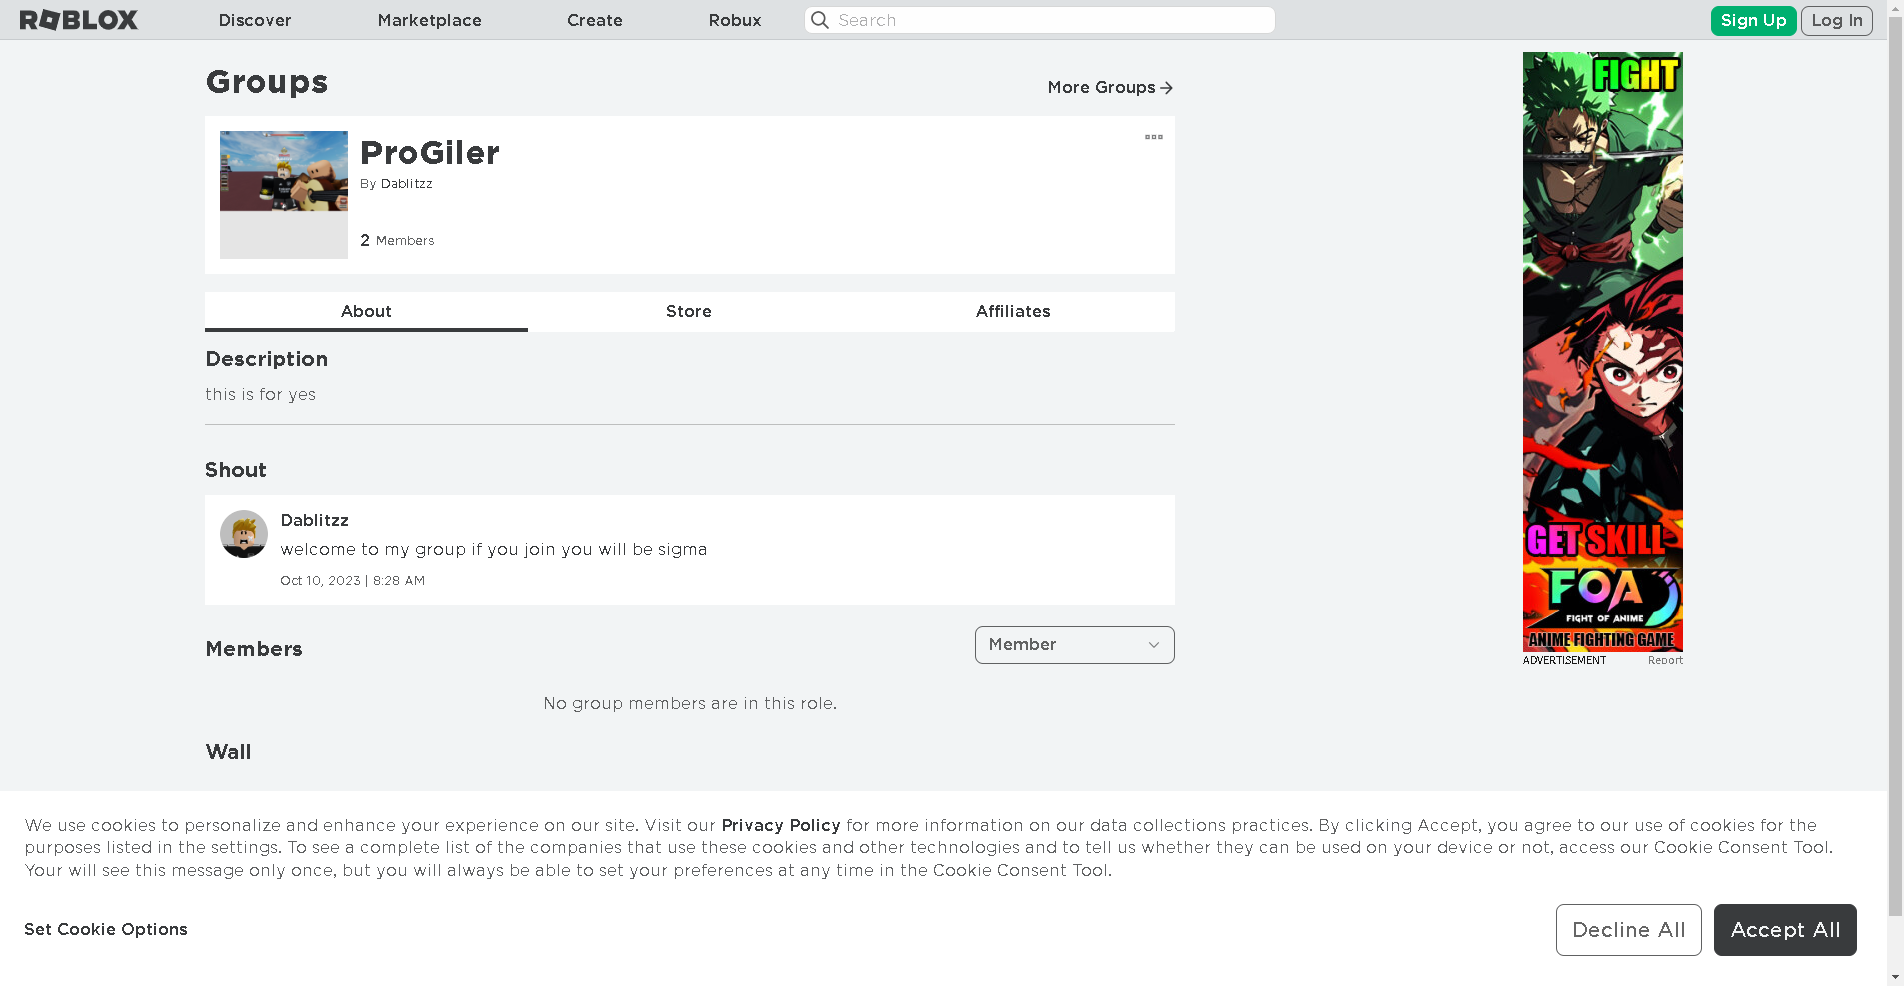 ROBLOX Discover Marketplace Create Robux Search Sign Up Log In
Groups
More Groups
ProGiler
By Dablitzz
2 Members
About Store Affiliates
Description
this is for yes
Shout
Dablitzz
welcome to my group if you join you will be sigma
Oct 10, 2023 | 8:28 AM
Members
Member
No group members are in this role.
Wall
FIGHT
GET SKILL
FOA
FIGHT OF ANIME
ANIME FIGHTING GAME
ADVERTISEMENT Report
We use cookies to personalize and enhance your experience on our site. Visit our Privacy Policy for more information on our data collections practices. By clicking Accept, you agree to our use of cookies for the
purposes listed in the settings. To see a complete list of the companies that use these cookies and other technologies and to tell us whether they can be used on your device or not, access our Cookie Consent Tool.
Your will see this message only once, but you will always be able to set your preferences at any time in the Cookie Consent Tool.
Set Cookie Options
Decline All
Accept All